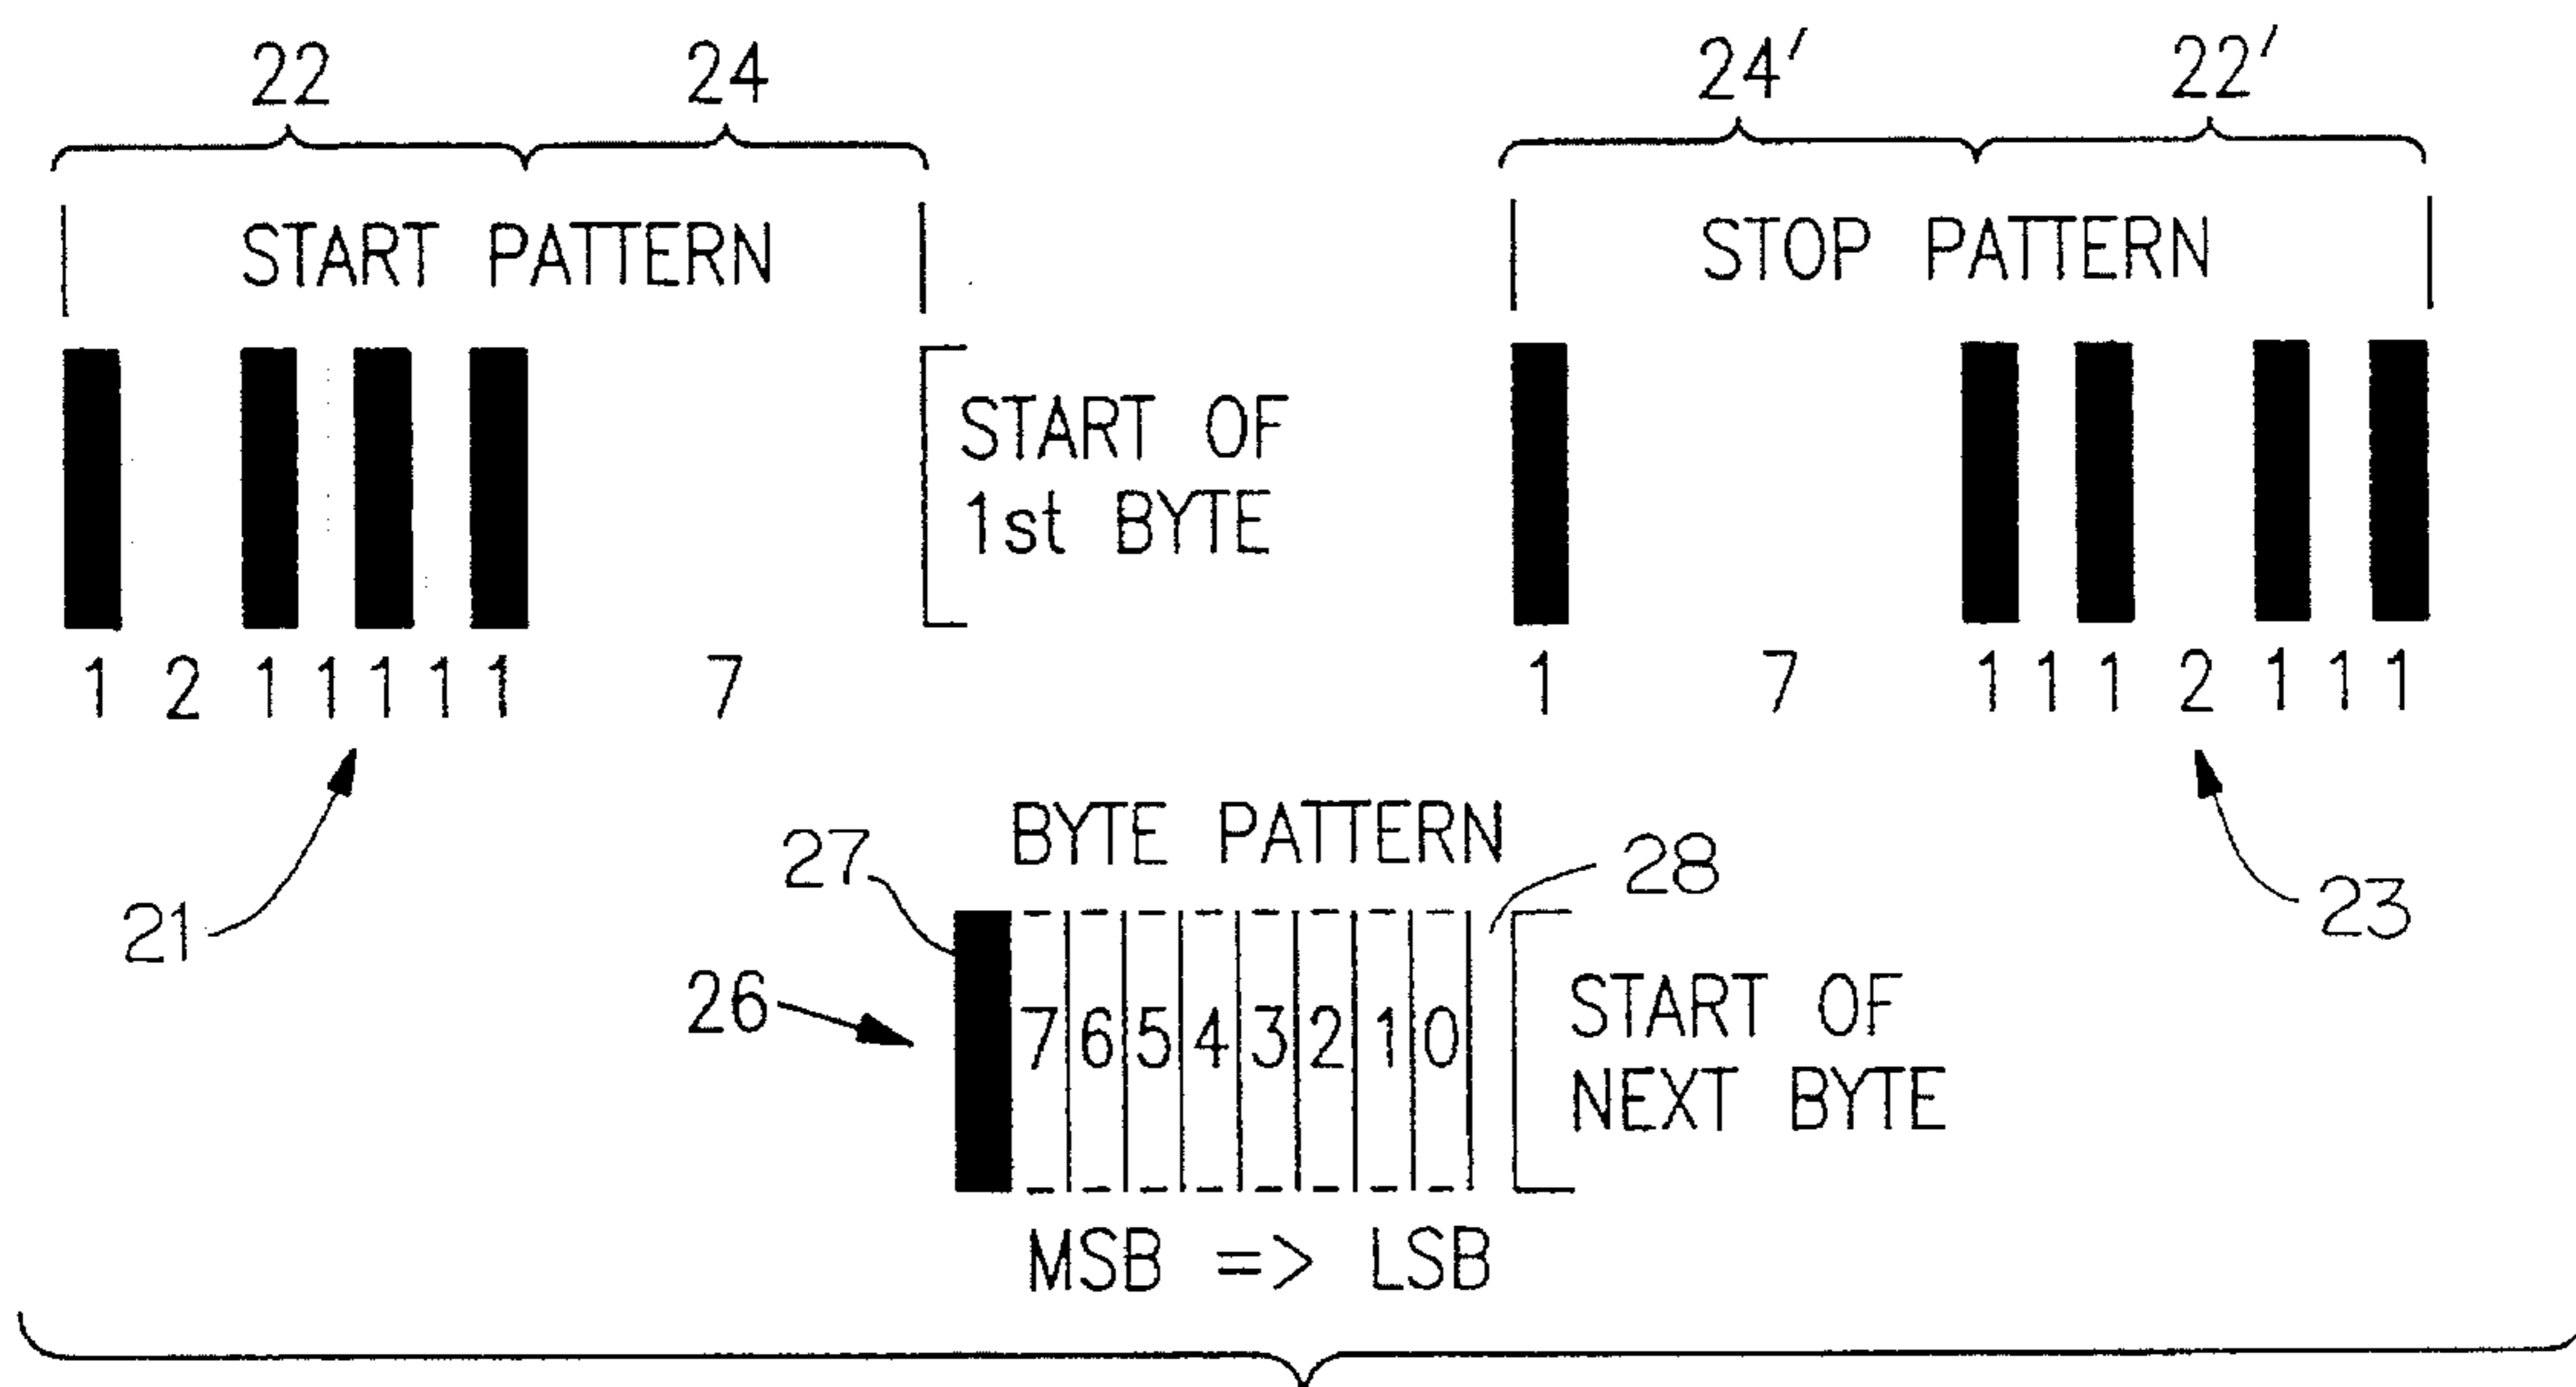 22 24 24' 22'
START PATTERN STOP PATTERN
START OF
1st BYTE
1 2 1 1 1 1 1 7 1 7 1 1 1 2 1 1 1
21 23
BYTE PATTERN
27 28
26 7 6 5 4 3 2 1 0
START OF
NEXT BYTE
MSB => LSB